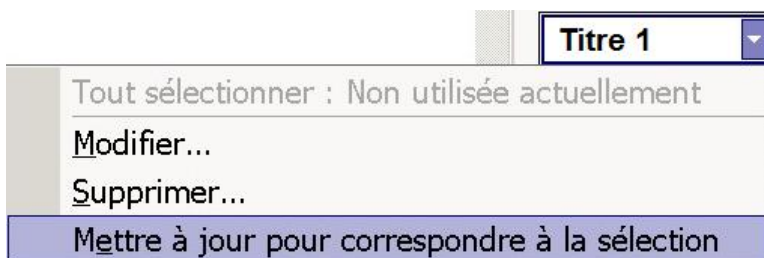 Titre 1
Tout sélectionner : Non utilisée actuellement
Modifier...
Supprimer...
Mettre à jour pour correspondre à la sélection